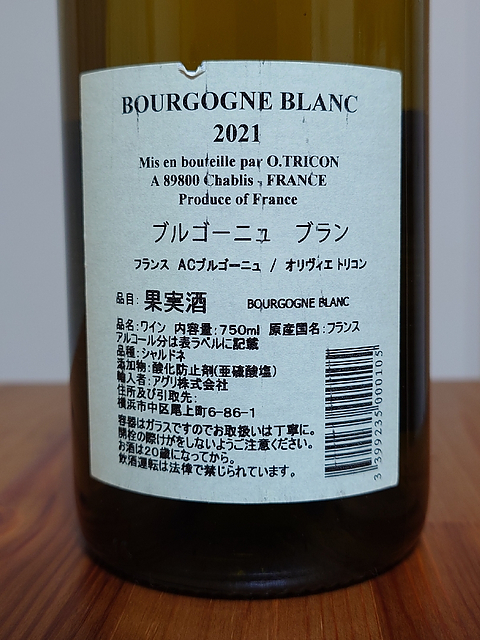 BOURGOGNE BLANC
2021
Mis en bouteille par O.TRICON
A 89800 Chablis , FRANCE
Produce of France
ブルゴーニュ ブラン
フランス ACブルゴーニュ / オリヴィエ トリコン
品目:果実酒 BOURGOGNE BLANC
品名:ワイン 内容量:750ml 原産国名:フランス
アルコール分は表ラベルに記載
品種:シャルドネ
添加物:酸化防止剤(亜硫酸塩)
輸入者:アグリ株式会社
住所及び引取先:
横浜市中区尾上町6-86-1
容器はガラスですのでお取扱いは丁寧に。
開栓の際けがをしないようご注意ください。
お酒は20歳になってから。
飲酒運転は法律で禁じられています。
3 399235 000105